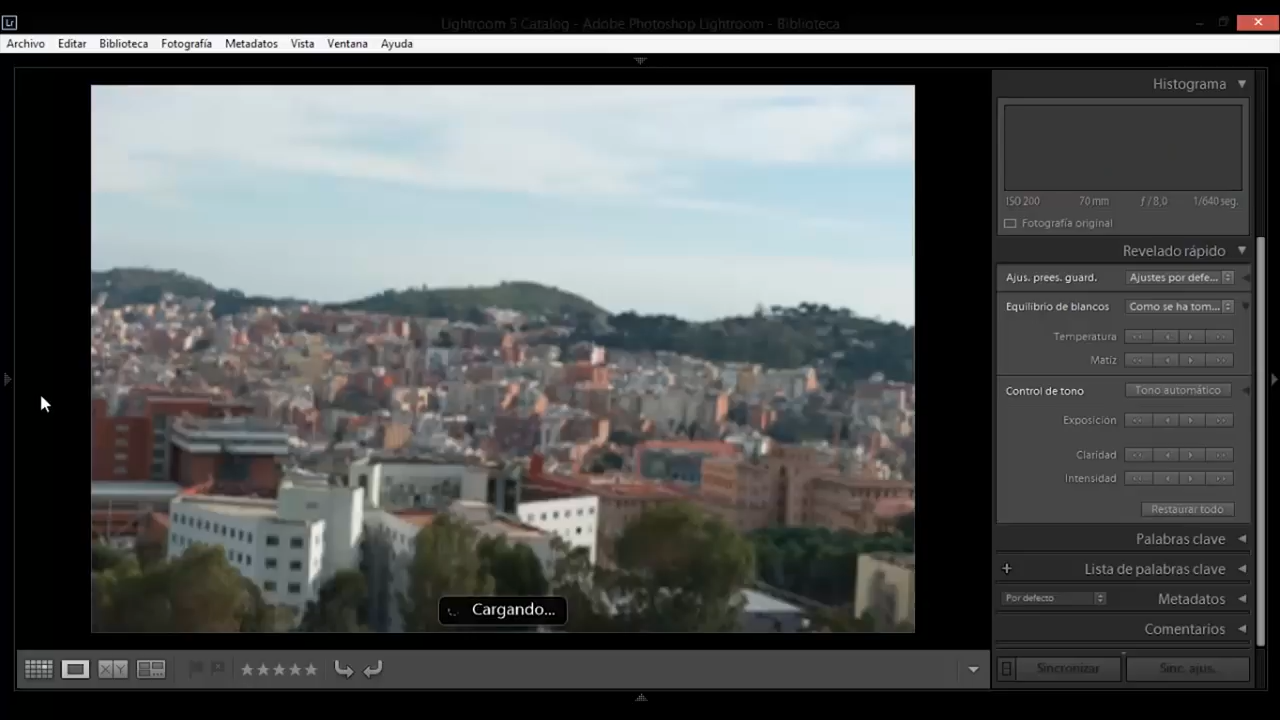 Lr
Lightroom 5 Catalog - Adobe Photoshop Lightroom - Biblioteca
Archivo Editar Biblioteca Fotografía Metadatos Vista Ventana Ayuda
Histograma
ISO 200 70 mm ƒ / 8,0 1/640 seg.
Fotografía original
Revelado rápido
Ajus. prees. guard. Ajustes por defe...
Equilibrio de blancos Como se ha tom...
Temperatura
Matiz
Control de tono Tono automático
Exposición
Claridad
Intensidad
Restaurar todo
Palabras clave
Lista de palabras clave
Por defecto Metadatos
Comentarios
Cargando...
XY
Sincronizar Sinc. ajus.